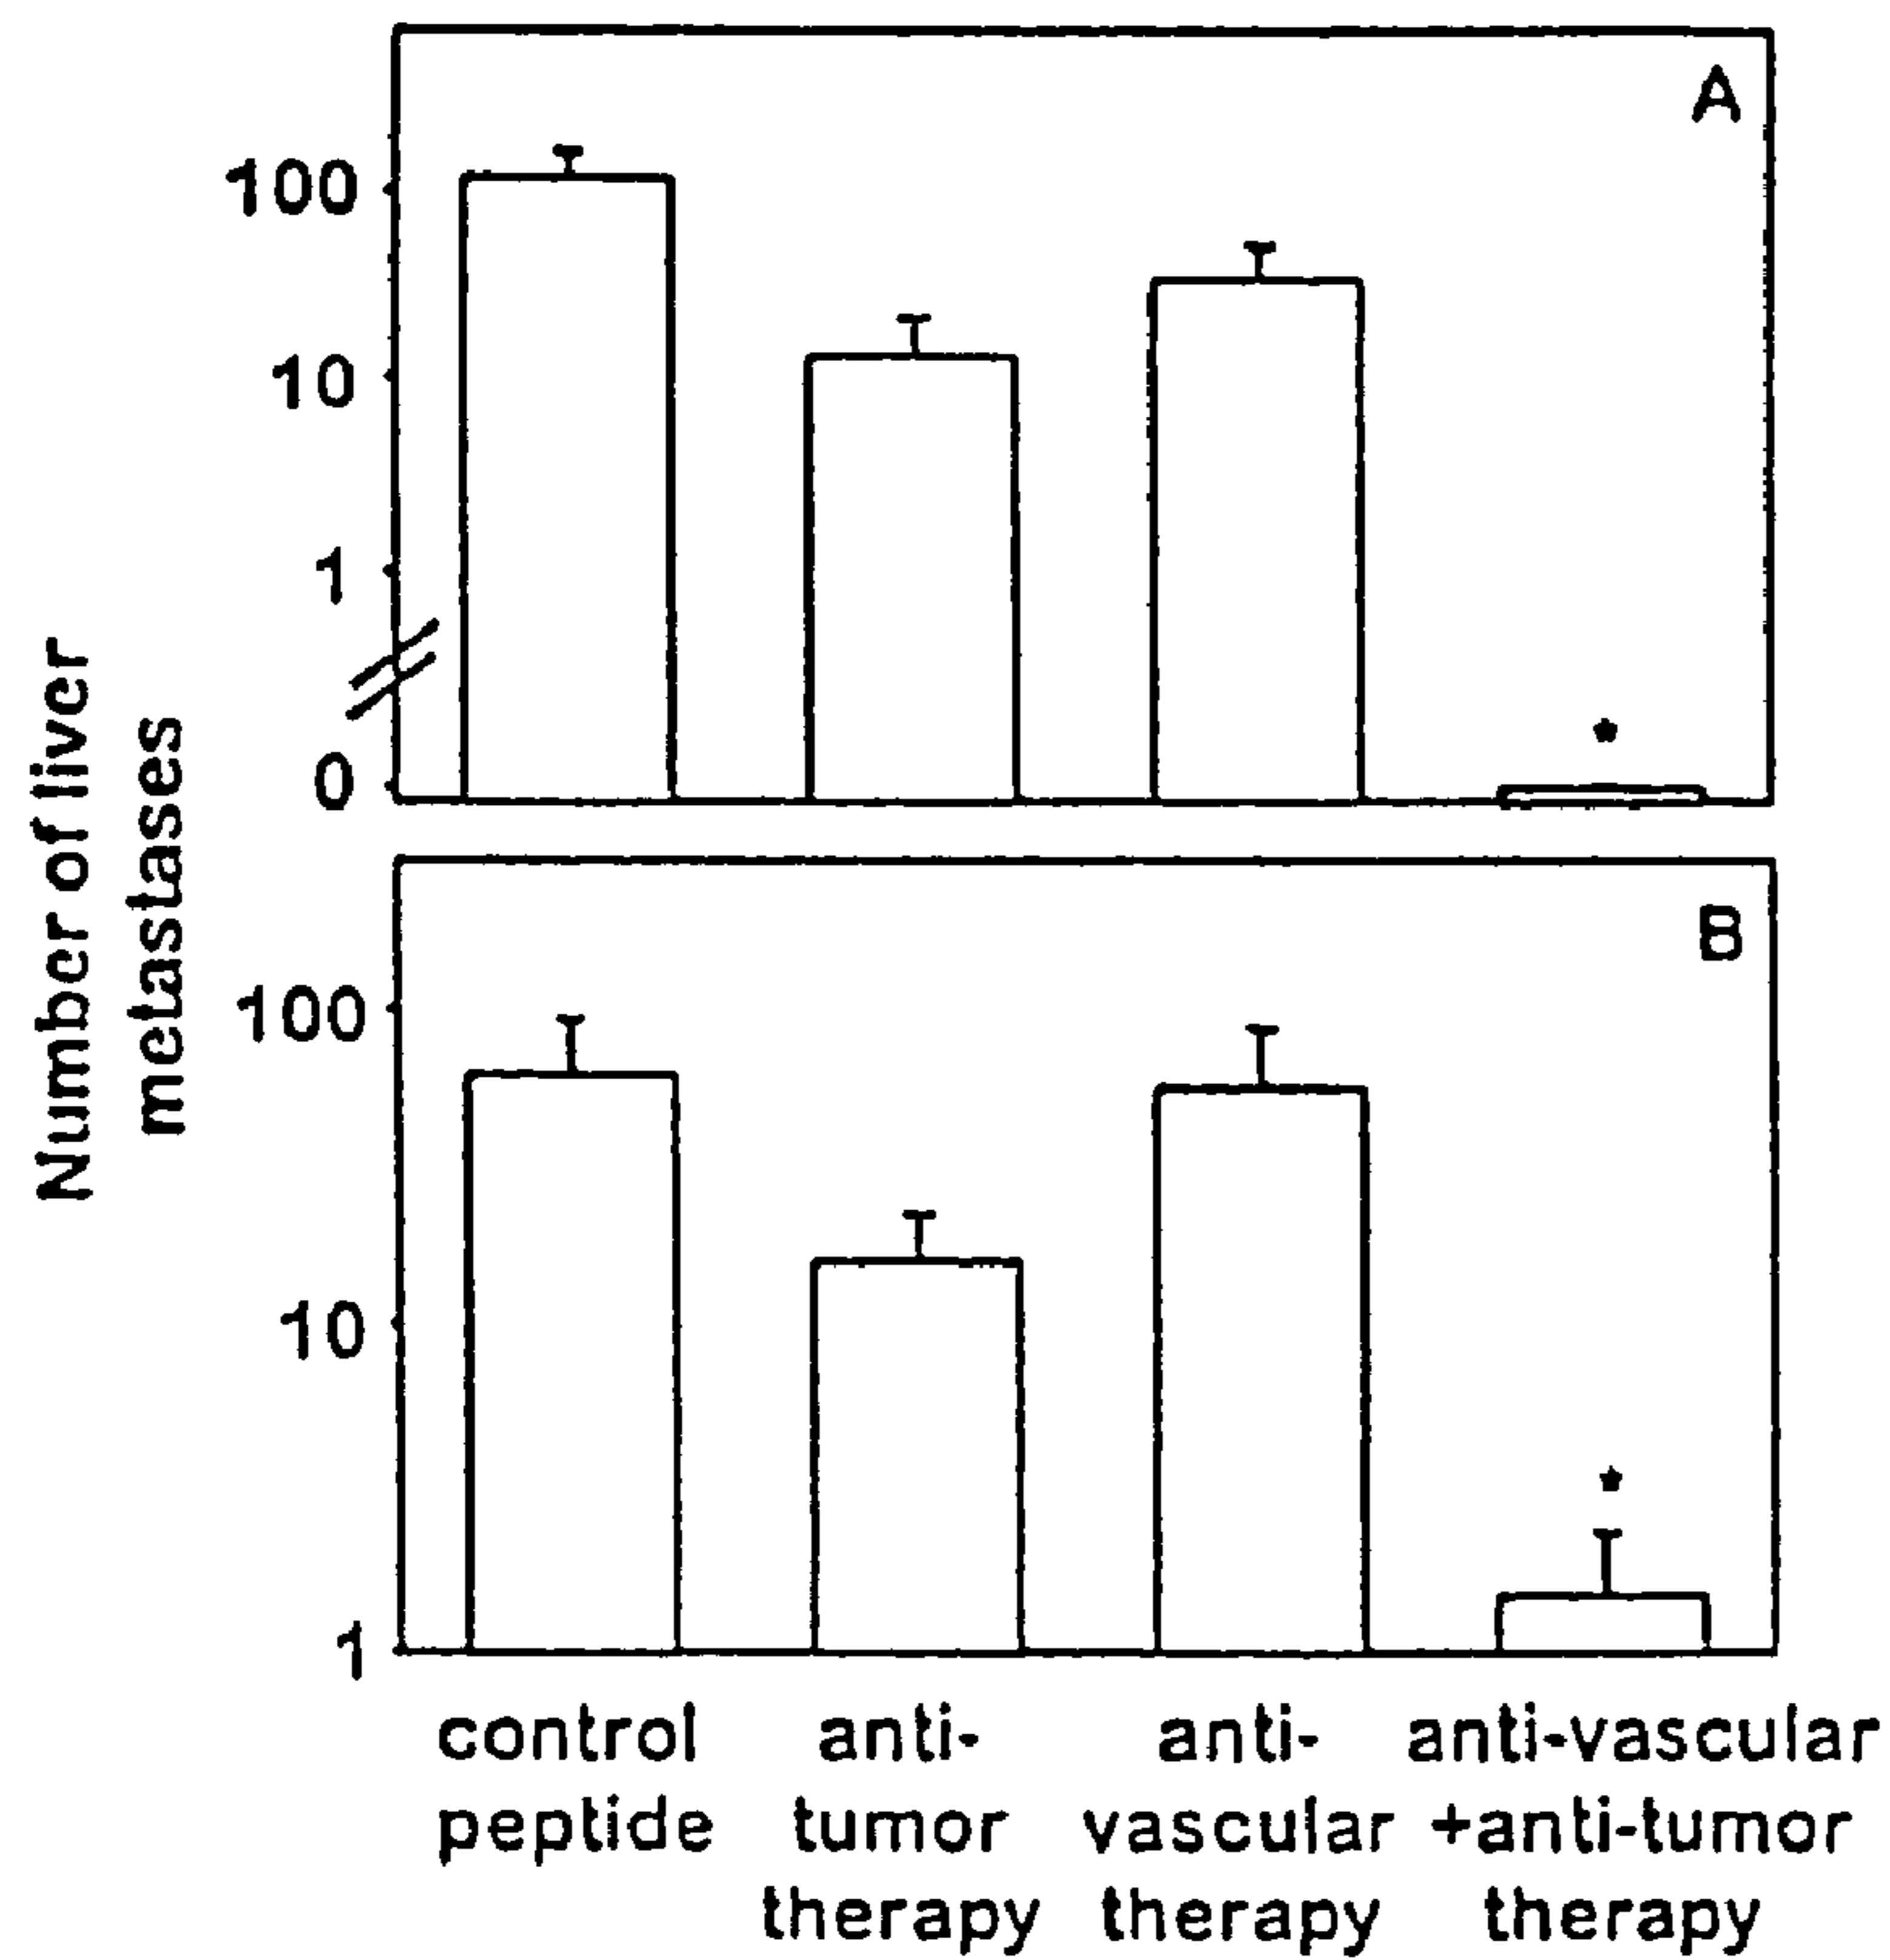 Number of liver
metastases
A
100
10
1
0
B
100
10
1
control
peptide
anti-
tumor
therapy
anti-
vascular
therapy
anti-vascular
+anti-tumor
therapy